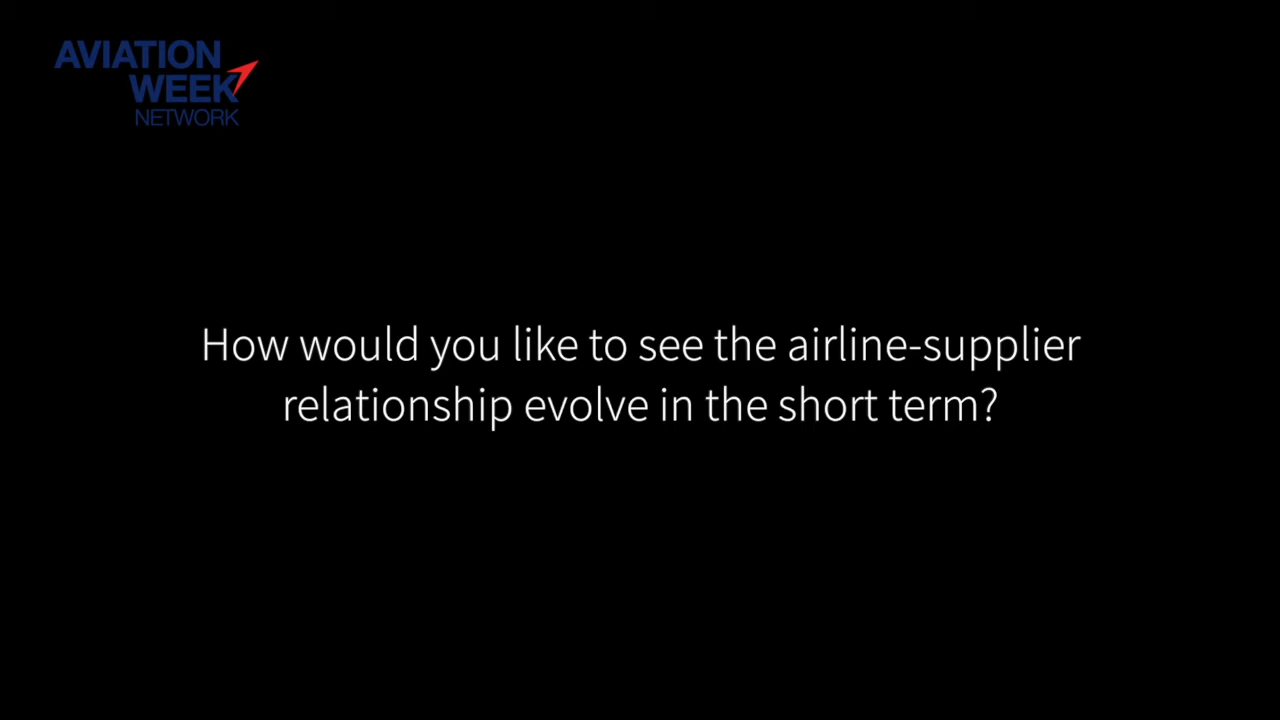 AVIATION
WEEK
NETWORK
How would you like to see the airline-supplier
relationship evolve in the short term?